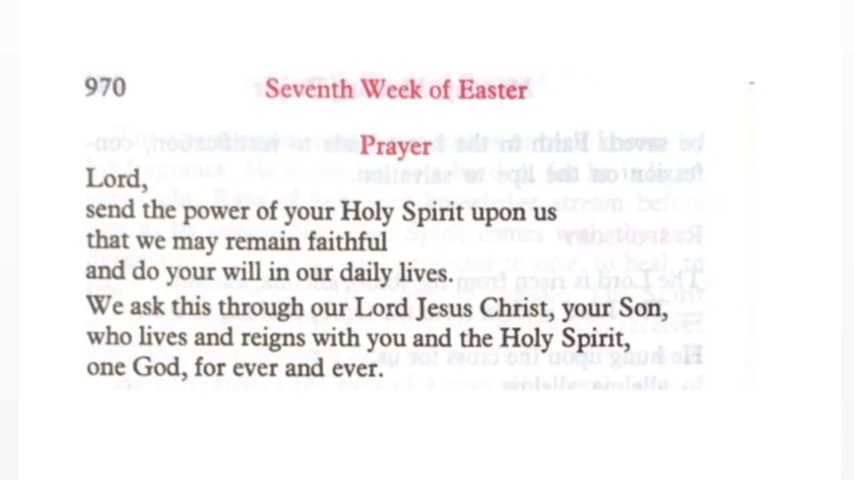 970
Seventh Week of Easter
Prayer
Lord,
send the power of your Holy Spirit upon us
that we may remain faithful
and do your will in our daily lives.
We ask this through our Lord Jesus Christ, your Son,
who lives and reigns with you and the Holy Spirit,
one God, for ever and ever.